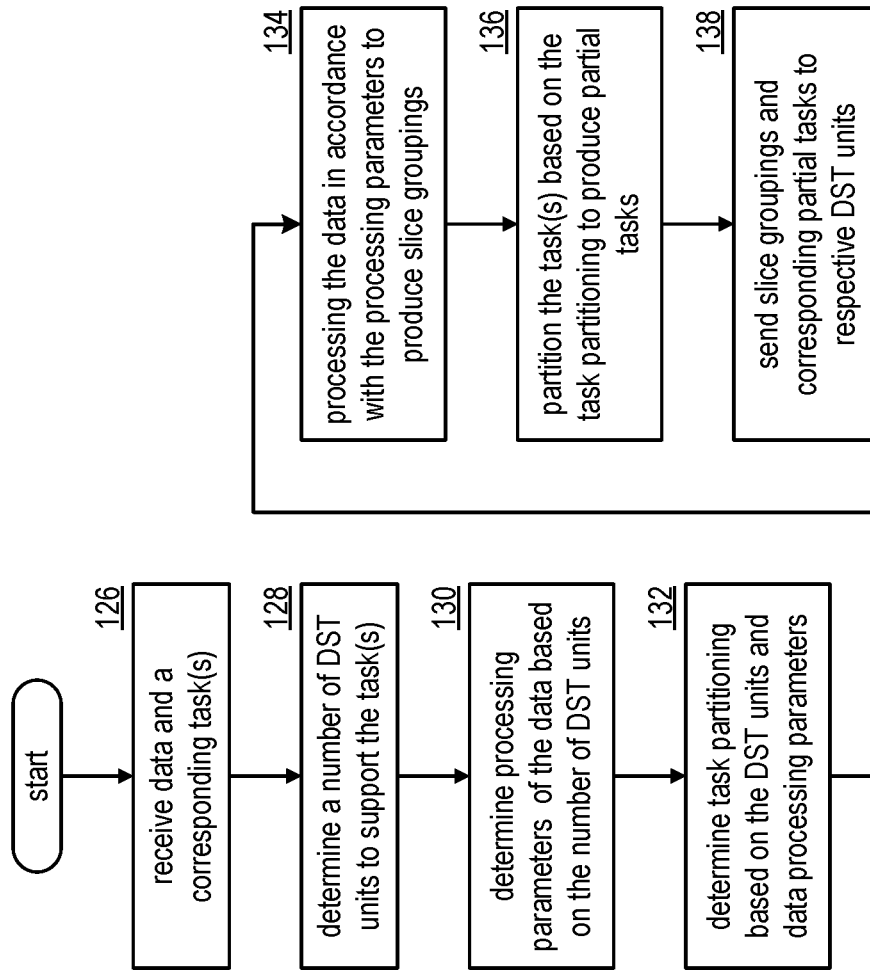 start
126
receive data and a
corresponding task(s)
128
determine a number of DST
units to support the task(s)
130
determine processing
parameters of the data based
on the number of DST units
132
determine task partitioning
based on the DST units and
data processing parameters
134
processing the data in accordance
with the processing parameters to
produce slice groupings
136
partition the task(s) based on the
task partitioning to produce partial
tasks
138
send slice groupings and
corresponding partial tasks to
respective DST units